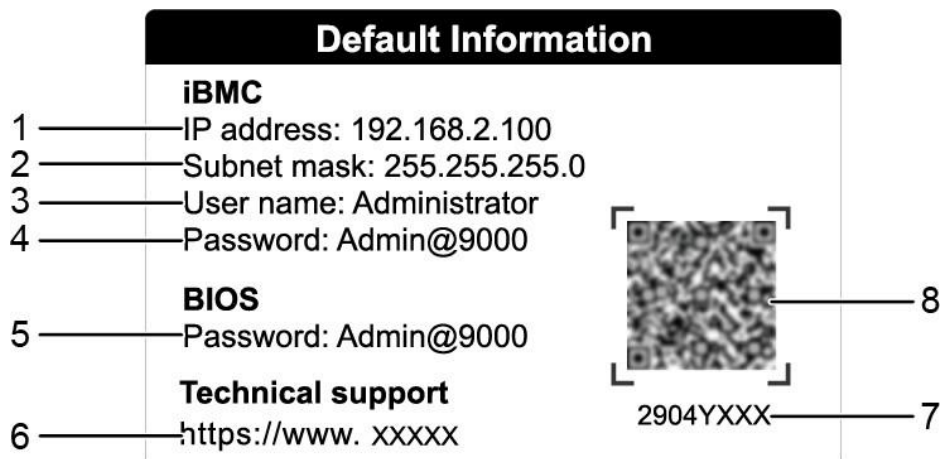 Default Information
iBMC
1 IP address: 192.168.2.100
2 Subnet mask: 255.255.255.0
3 User name: Administrator
4 Password: Admin@9000
8
BIOS
5 Password: Admin@9000
Technical support
2904YXXX 7
6 https://www. xxxxx